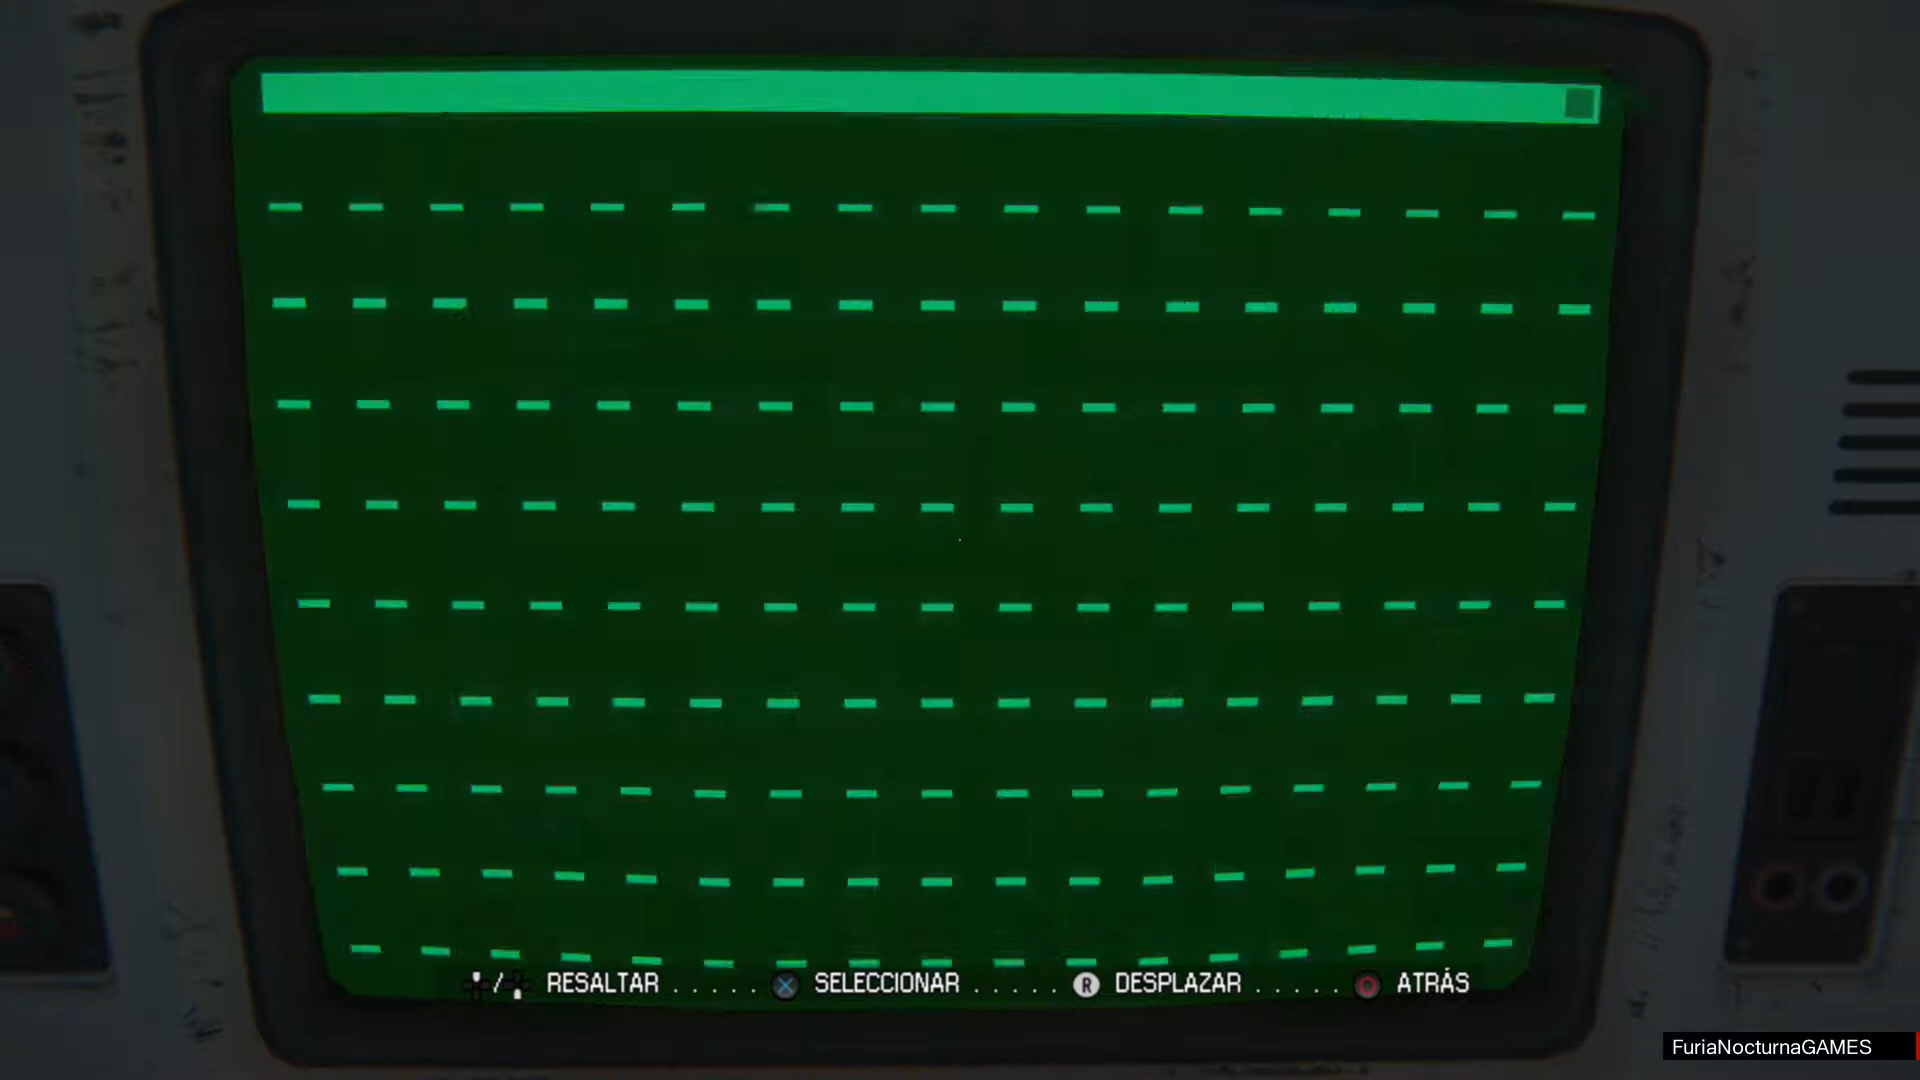 / RESALTAR ..... SELECCIONAR ..... R DESPLAZAR ..... ATRÁS
FuriaNocturnaGAMES